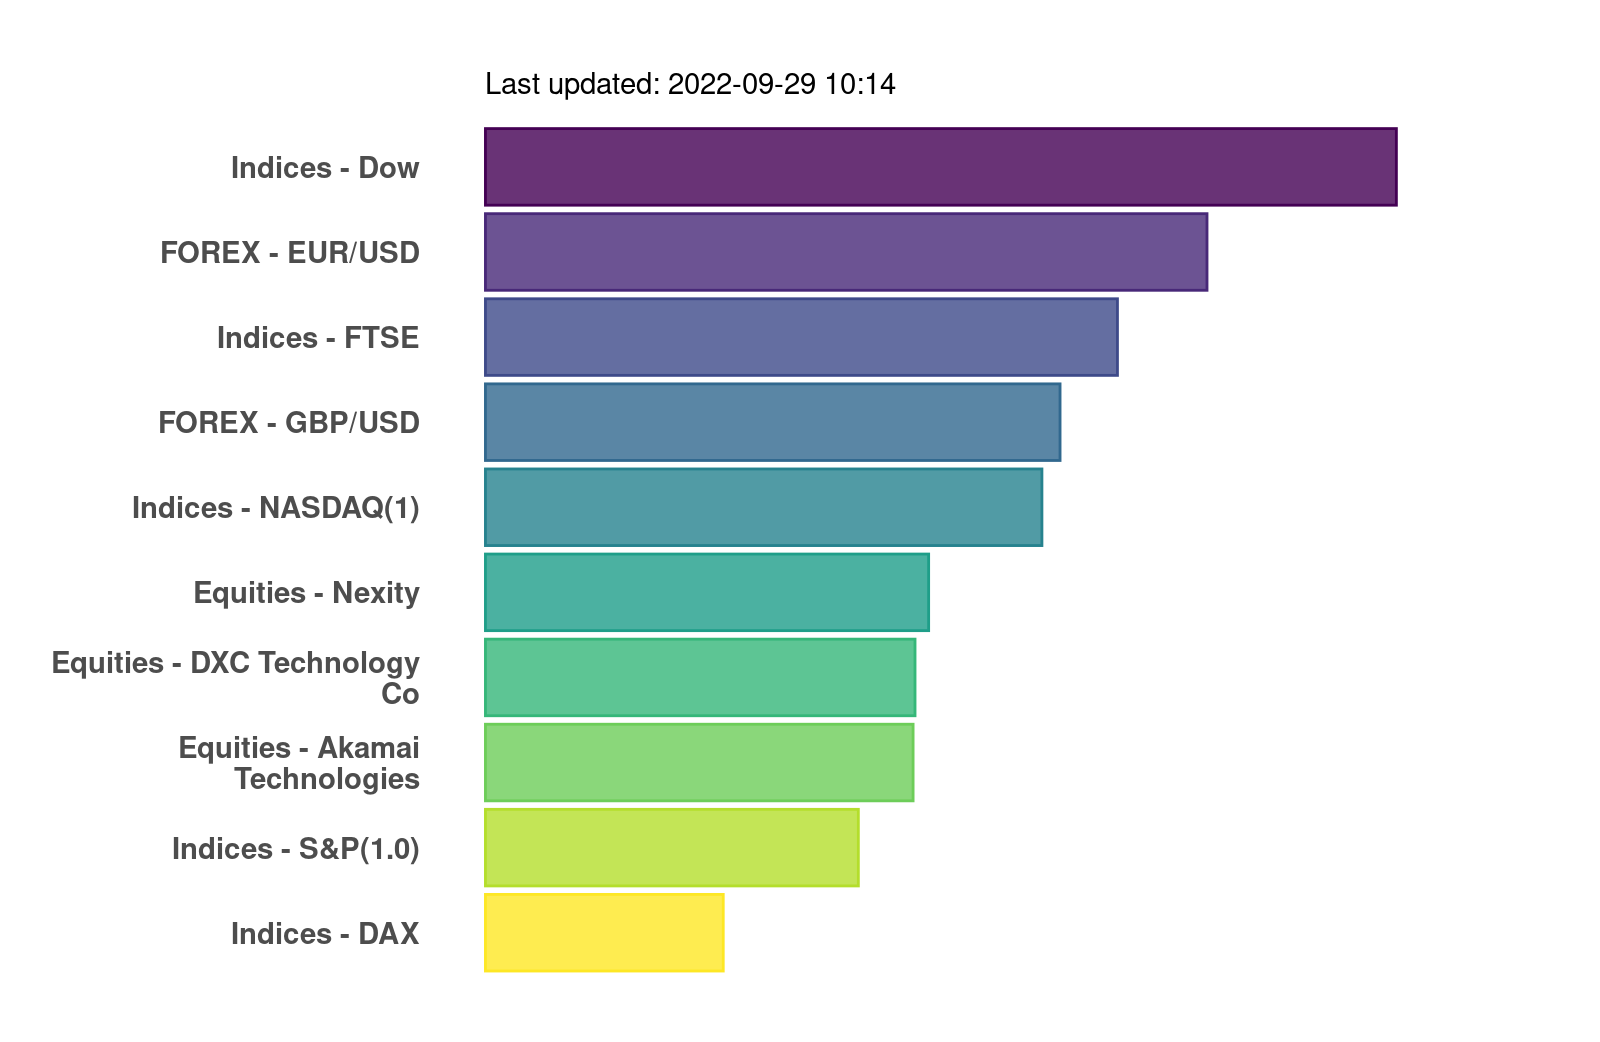 Last updated: 2022-09-29 10:14
Indices - Dow
FOREX - EUR/USD
Indices - FTSE
FOREX - GBP/USD
Indices - NASDAQ(1)
Equities - Nexity
Equities - DXC Technology
Co
Equities - Akamai
Technologies
Indices - S&P(1.0)
Indices - DAX